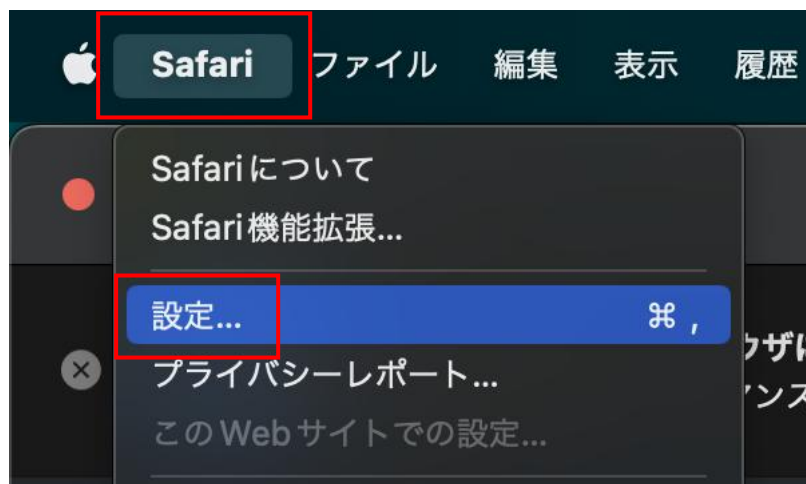 Safari ファイル 編集 表示 履歴
Safariについて
Safari機能拡張...
設定... ⌘ ,
プライバシーレポート...
このWebサイトでの設定...